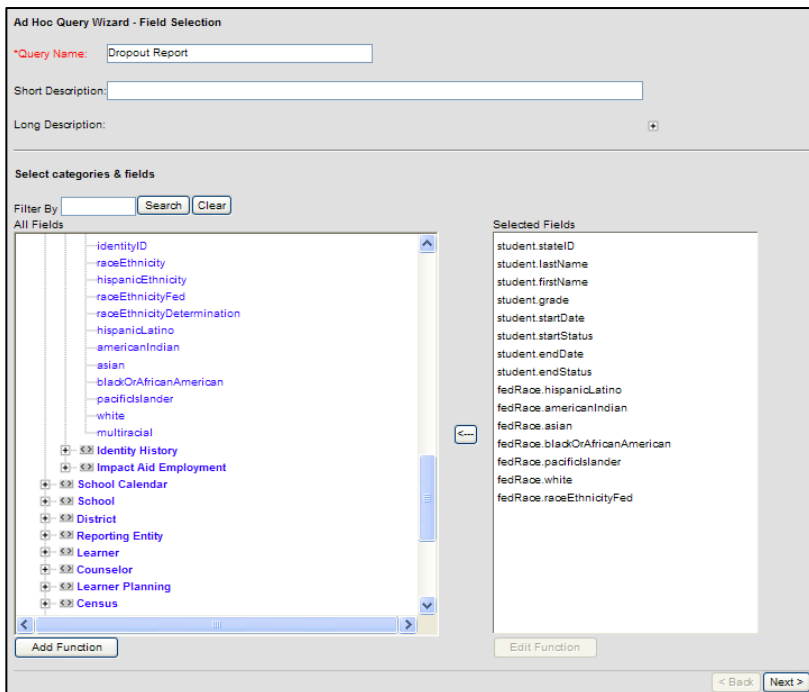 Ad Hoc Query Wizard - Field Selection
*Query Name: Dropout Report
Short Description:
Long Description:
Select categories & fields
Filter By Search Clear
All Fields
identityID
raceEthnicity
hispanicEthnicity
raceEthnicityFed
raceEthnicityDetermination
hispanicLatino
americanIndian
asian
blackOrAfricanAmerican
pacificIslander
white
multiracial
Identity History
Impact Aid Employment
School Calendar
School
District
Reporting Entity
Learner
Counselor
Learner Planning
Census
Add Function
<---
Selected Fields
student.stateID
student.lastName
student.firstName
student.grade
student.startDate
student.startStatus
student.endDate
student.endStatus
fedRace.hispanicLatino
fedRace.americanIndian
fedRace.asian
fedRace.blackOrAfricanAmerican
fedRace.pacificIslander
fedRace.white
fedRace.raceEthnicityFed
Edit Function
< Back Next >